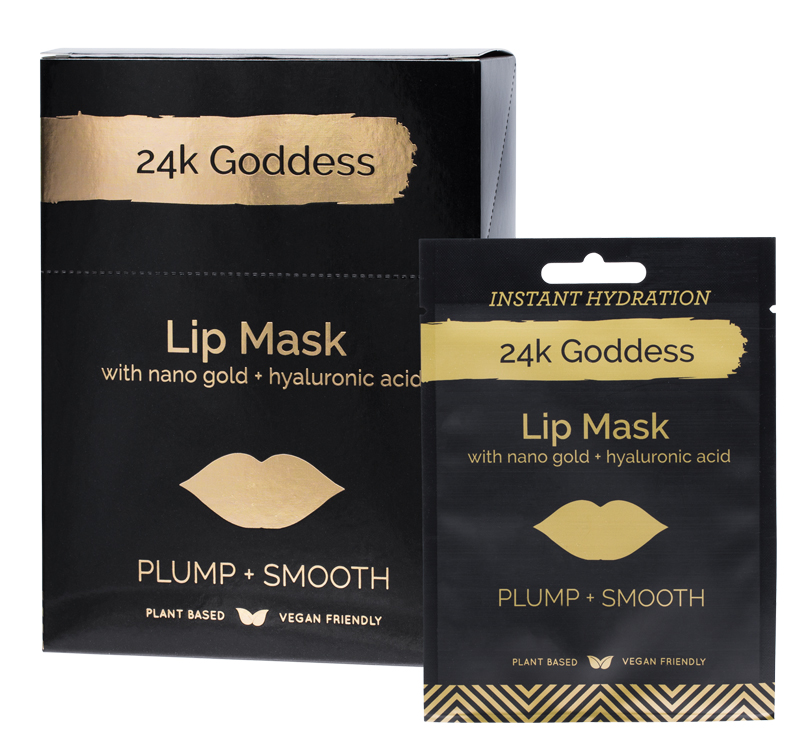 24k Goddess
Lip Mask
with nano gold + hyaluronic acid
PLUMP + SMOOTH
PLANT BASED VEGAN FRIENDLY
INSTANT HYDRATION
24k Goddess
Lip Mask
with nano gold + hyaluronic acid
PLUMP + SMOOTH
PLANT BASED VEGAN FRIENDLY